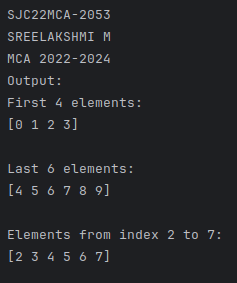 SJC22MCA-2053
SREELAKSHMI M
MCA 2022-2024
Output:
First 4 elements:
[0 1 2 3]
Last 6 elements:
[4 5 6 7 8 9]
Elements from index 2 to 7:
[2 3 4 5 6 7]